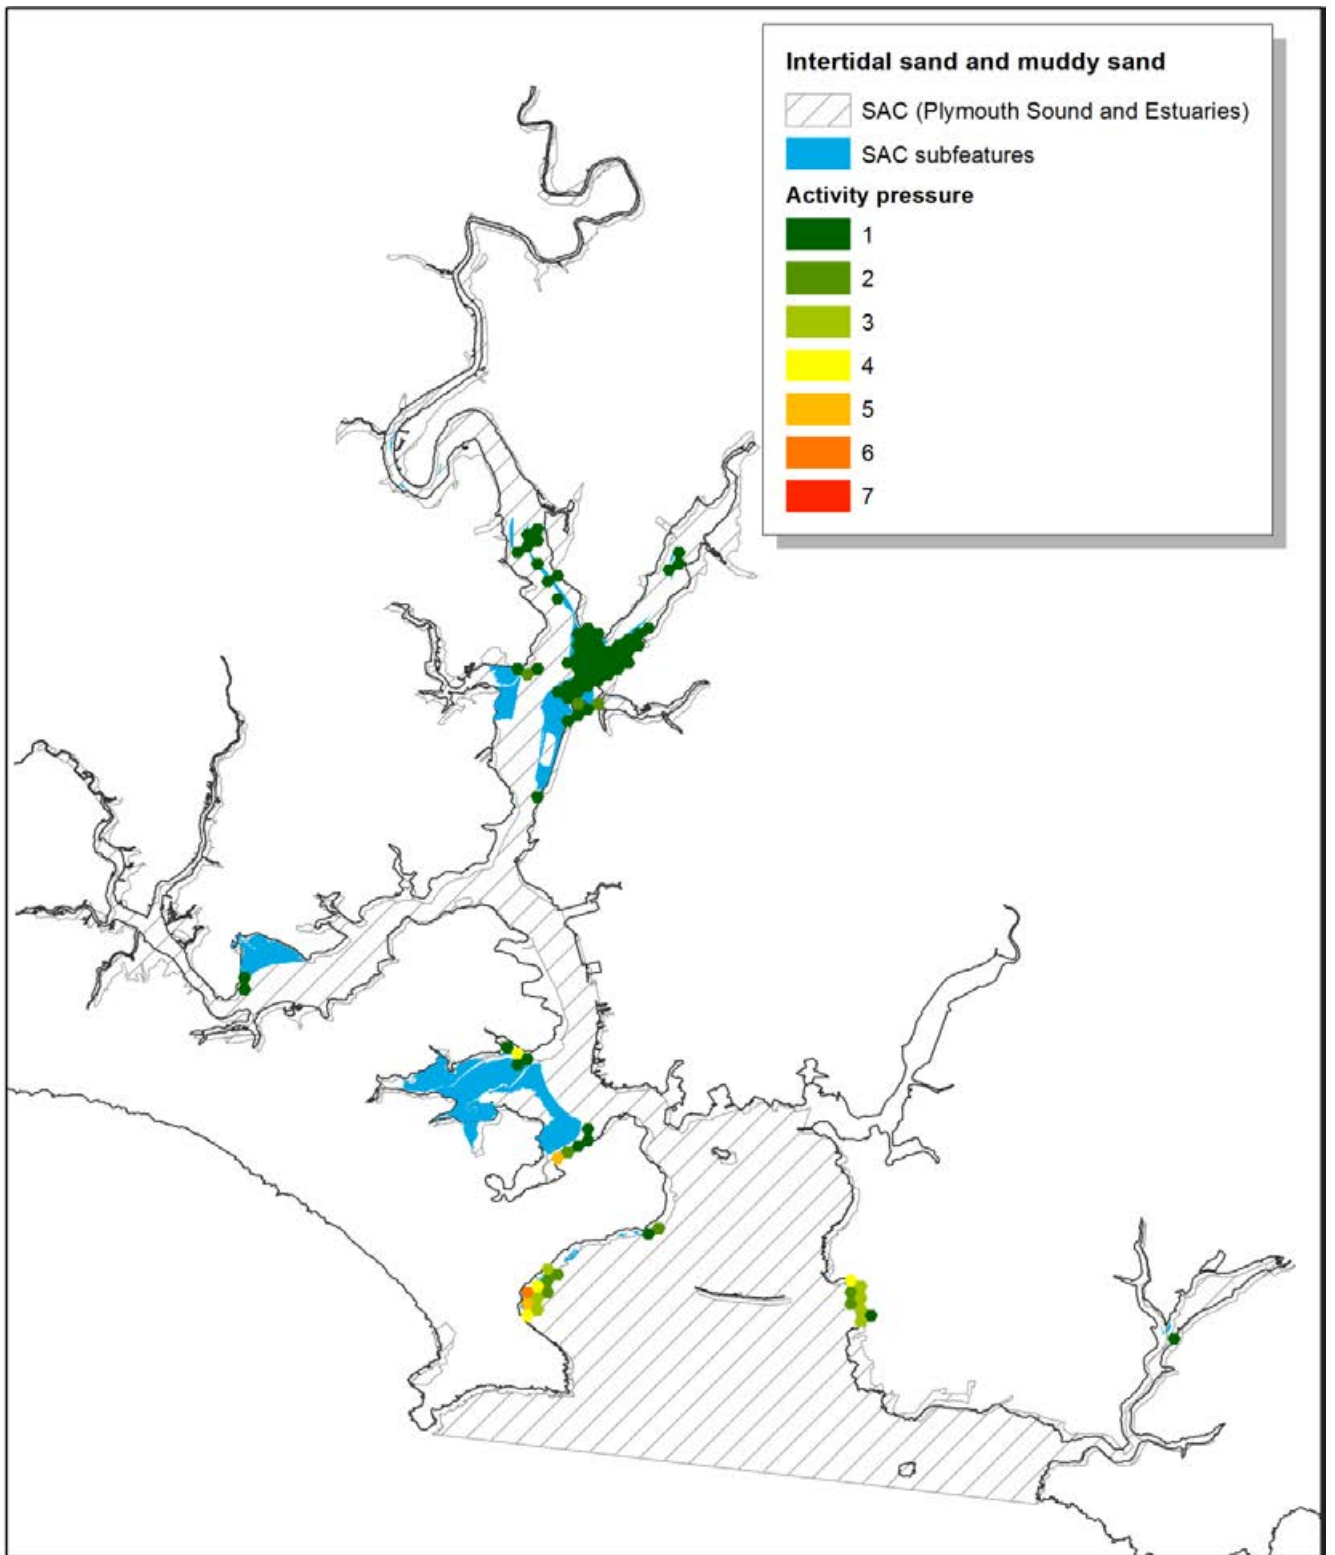 Intertidal sand and muddy sand
SAC (Plymouth Sound and Estuaries)
SAC subfeatures
Activity pressure
1
2
3
4
5
6
7